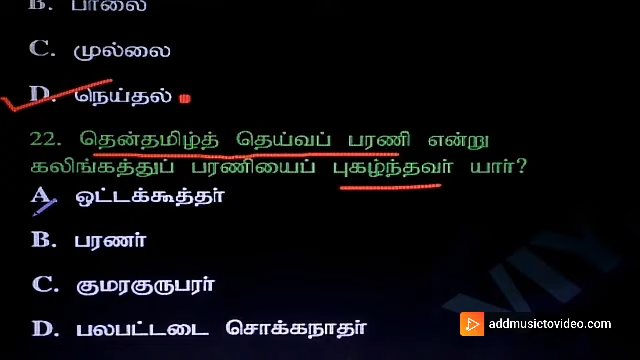 B. பாலை
C. முல்லை
D. நெய்தல்
22. தென்தமிழ்த் தெய்வப் பரணி என்று
கலிங்கத்துப் பரணியைப் புகழ்ந்தவர் யார்?
A. ஒட்டக்கூத்தர்
B. பரணர்
C. குமரகுருபரர்
D. பலபட்டடை சொக்கநாதர்
addmusictovideo.com